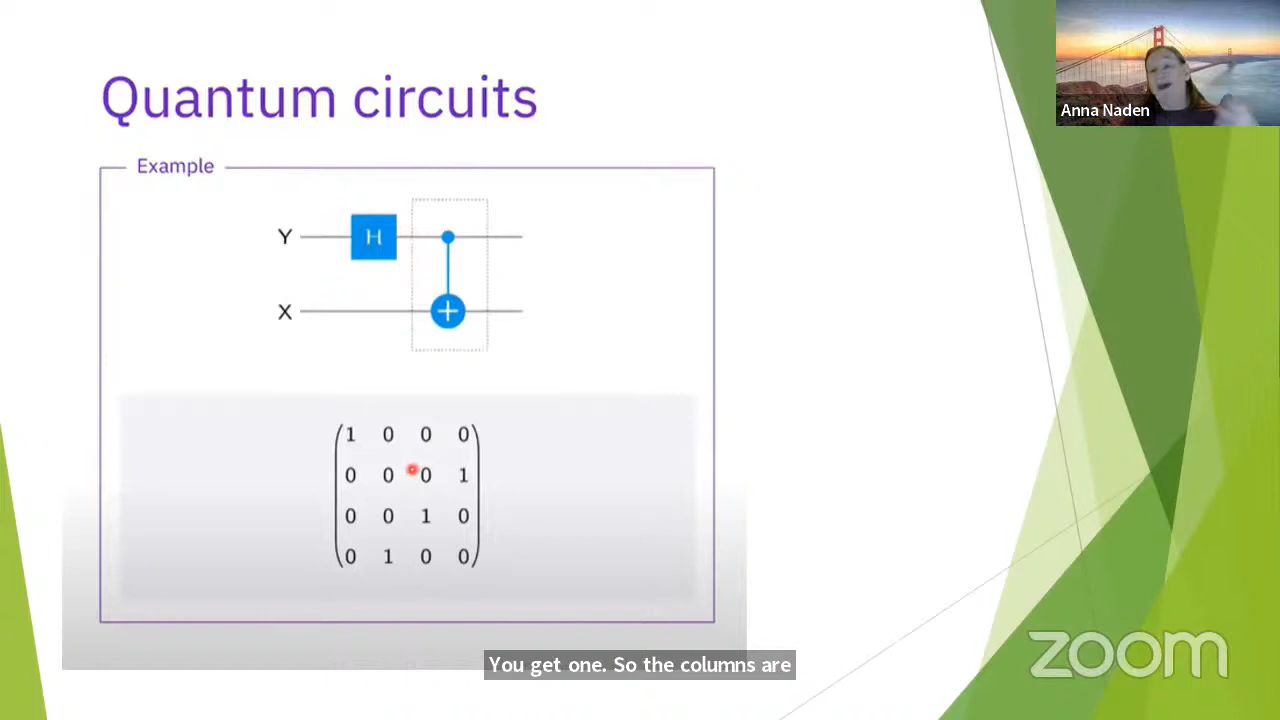 Quantum circuits
Anna Naden
Example
Y
H
X
+
1 0 0 0
0 0 0 1
0 0 1 0
0 1 0 0
You get one. So the columns are
zoom